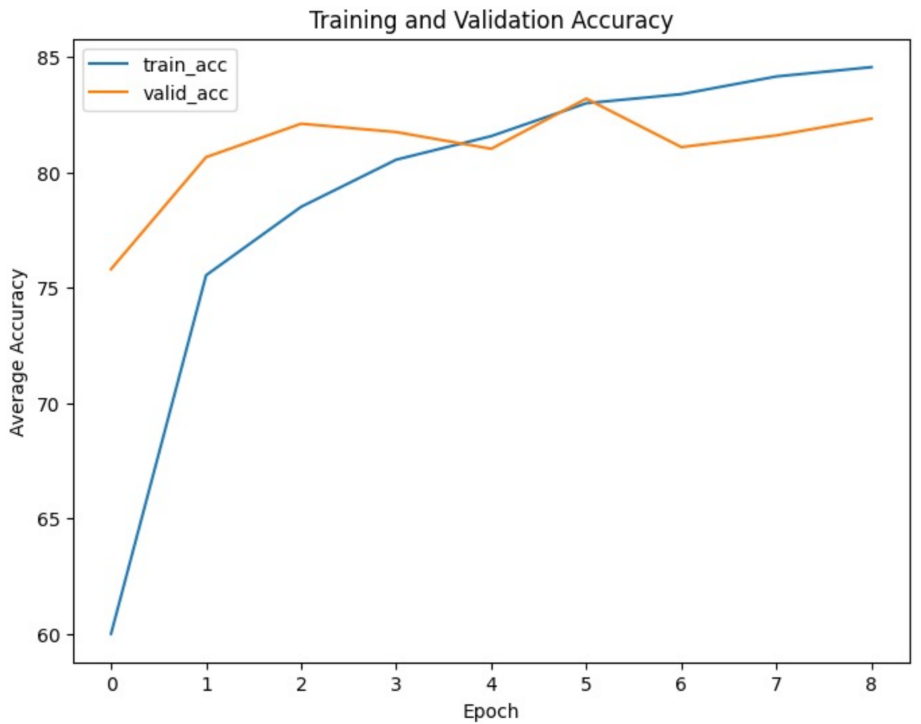 Training and Validation Accuracy
train_acc
valid_acc
Average Accuracy
85
80
75
70
65
60
0 1 2 3 4 5 6 7 8
Epoch